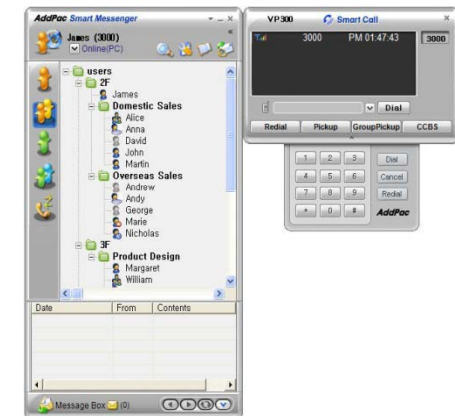 AddPac Smart Messenger
James (3000)
Online(PC)
users
2F
James
Domestic Sales
Alice
Anna
David
John
Martin
Overseas Sales
Andrew
Andy
George
Marie
Nicholas
3F
Product Design
Margaret
William
Date From Contents
Message Box (0)
VP300 Smart Call
3000 PM 01:47:43 3000
Dial
Redial Pickup GroupPickup CCBS
1 2 3 Dial
4 5 6 Cancel
7 8 9 Redial
* 0 # AddPac